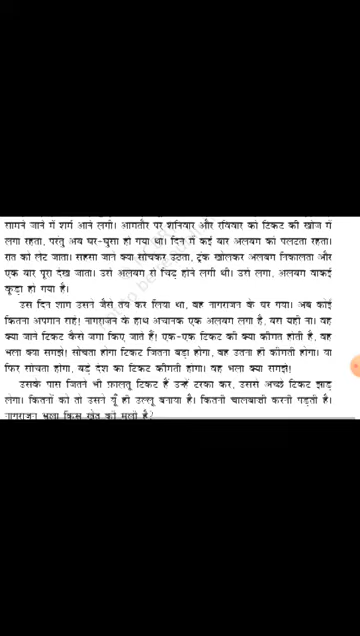 सामने जाने में शर्म आने लगी। आमतौर पर शनिवार और रविवार को टिकट की खोज में
लगा रहता, परंतु अब घर-घुसा हो गया था। दिन में कई बार अलबम को पलटता रहता।
रात को लेट जाता। सहसा जाने क्या सोचकर उठता, ट्रंक खोलकर अलबम निकालता और
एक बार पूरा देख जाता। उसे अलबम से चिढ़ होने लगी थी। उसे लगा, अलबम वाकई
कूड़ा हो गया है।
उस दिन शाम उसने जैसे तय कर लिया था, वह नागराजन के घर गया। अब कोई
कितना अपमान सहे! नागराजन के हाथ अचानक एक अलबम लगा है, बस यही ना। वह
क्या जाने टिकट कैसे जमा किए जाते हैं! एक-एक टिकट की क्या कीमत होती है, वह
भला क्या समझे! सोचता होगा टिकट जितना बड़ा होगा, वह उतना ही कीमती होगा। या
फिर सोचता होगा, बड़े देश का टिकट कीमती होगा। वह भला क्या समझे!
उसके पास जितने भी फ़ालतू टिकट हैं उन्हें टरका कर, उससे अच्छे टिकट झाड़
लेगा। कितनों को तो उसने यूँ ही उल्लू बनाया है। कितनी चालबाज़ी करनी पड़ती है।
नागराजन भला किस खेत की मूली है?